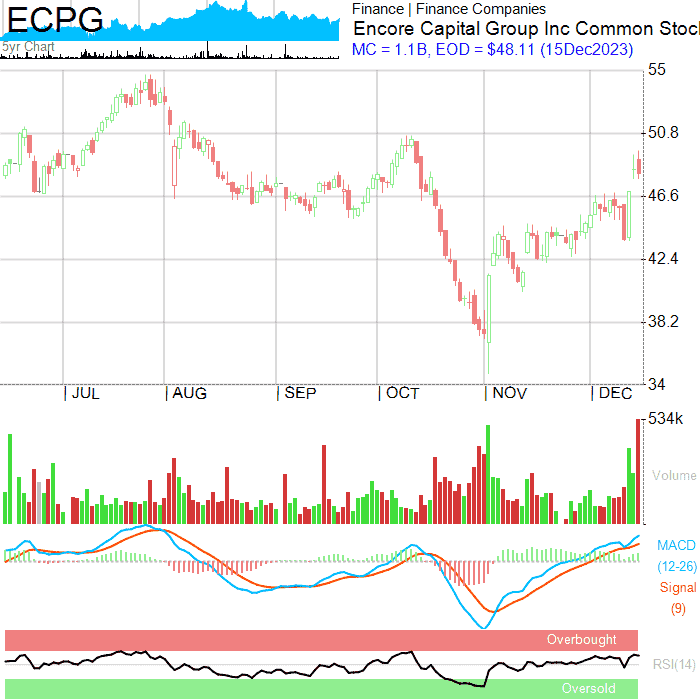 ECPG
5yr Chart
Finance | Finance Companies
Encore Capital Group Inc Common Stoc
MC = 1.1B, EOD = $48.11 (15Dec2023)
55
50.8
46.6
42.4
38.2
34
| JUL | AUG | SEP | OCT | NOV | DEC
534k
Volume
MACD
(12-26)
Signal
(9)
Overbought
RSI(14)
Oversold